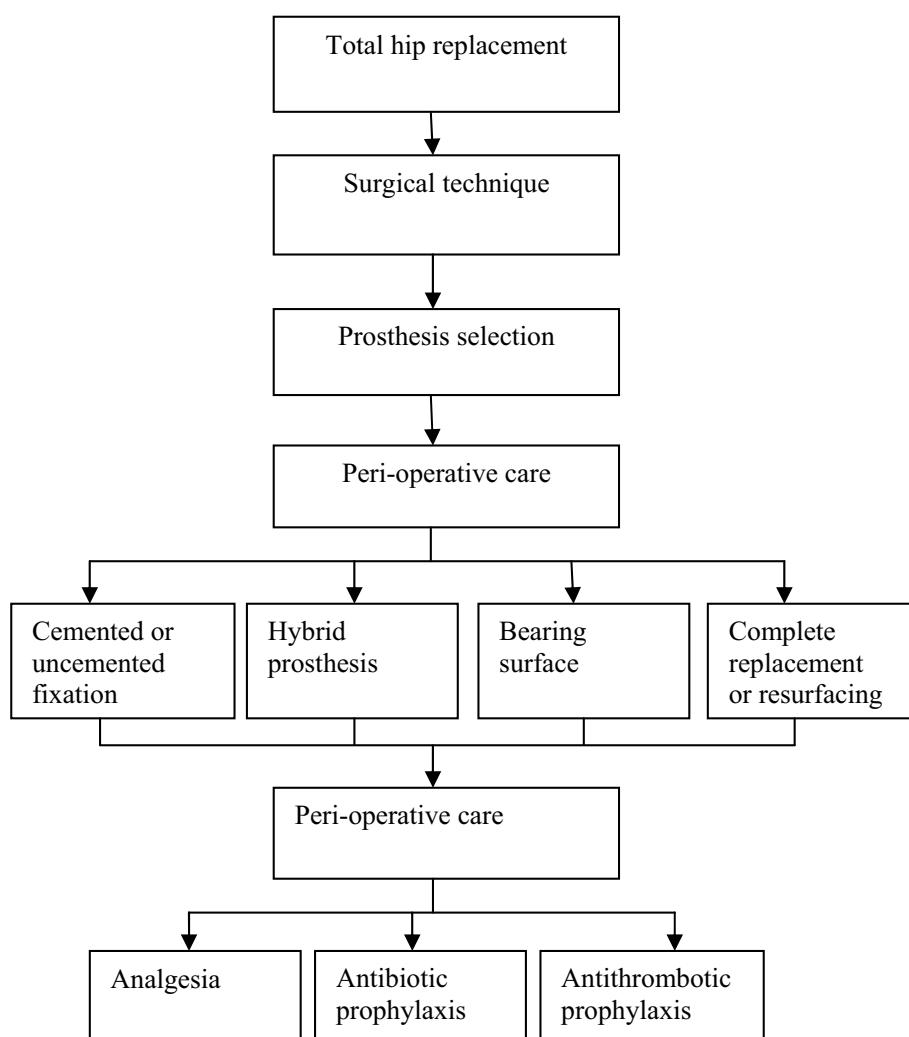 Total hip replacement
Surgical technique
Prosthesis selection
Peri-operative care
Cemented or
uncemented
fixation
Hybrid
prosthesis
Bearing
surface
Complete
replacement
or resurfacing
Peri-operative care
Analgesia
Antibiotic
prophylaxis
Antithrombotic
prophylaxis